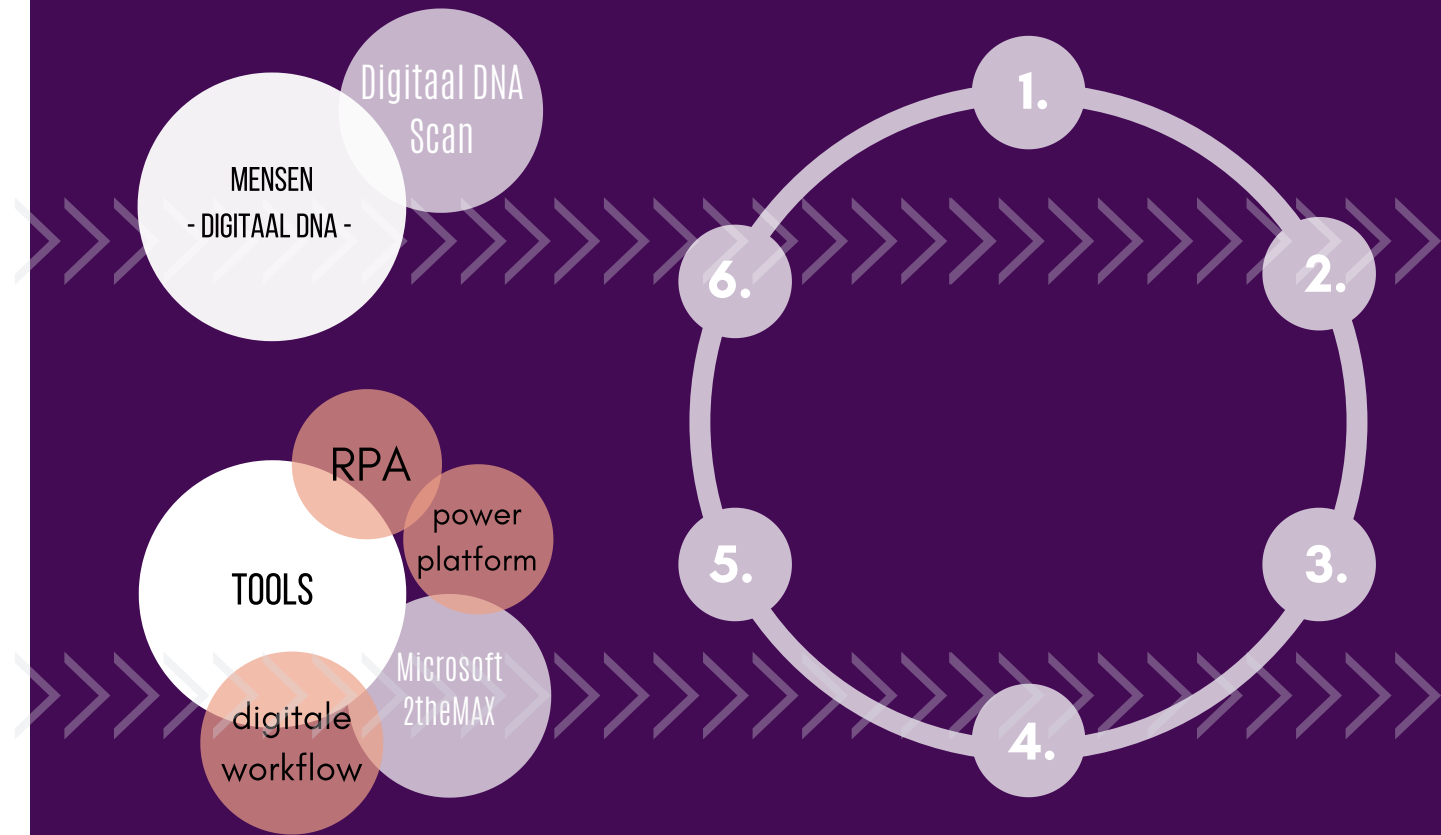 Digitaal DNA
Scan
MENSEN
- DIGITAAL DNA -
RPA
power
platform
TOOLS
Microsoft
2theMAX
digitale
workflow
1.
2.
3.
4.
5.
6.